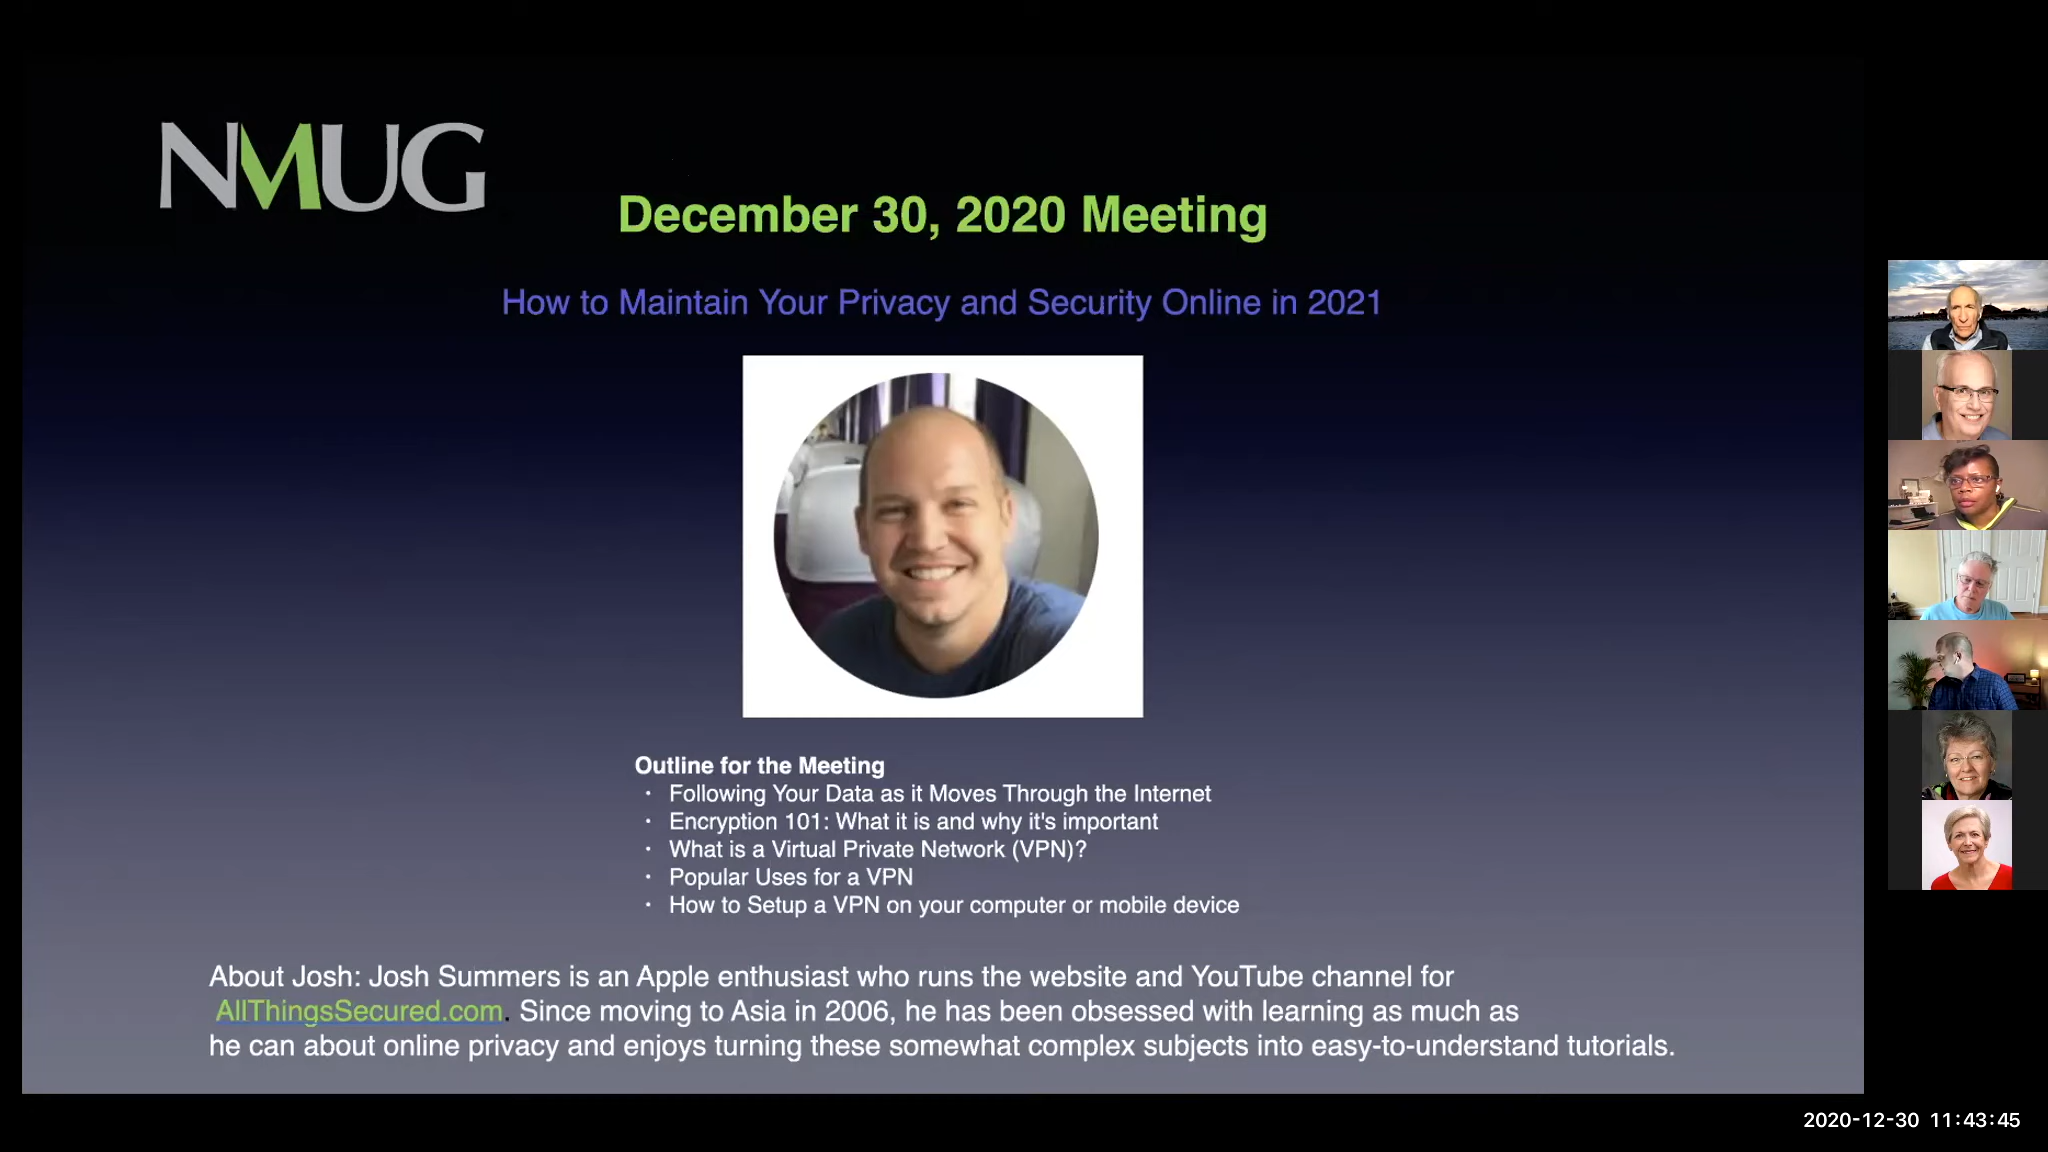 NMUG
December 30, 2020 Meeting
How to Maintain Your Privacy and Security Online in 2021
Outline for the Meeting
· Following Your Data as it Moves Through the Internet
· Encryption 101: What it is and why it's important
· What is a Virtual Private Network (VPN)?
· Popular Uses for a VPN
· How to Setup a VPN on your computer or mobile device
About Josh: Josh Summers is an Apple enthusiast who runs the website and YouTube channel for
AllThingsSecured.com. Since moving to Asia in 2006, he has been obsessed with learning as much as
he can about online privacy and enjoys turning these somewhat complex subjects into easy-to-understand tutorials.
2020-12-30 11:43:45